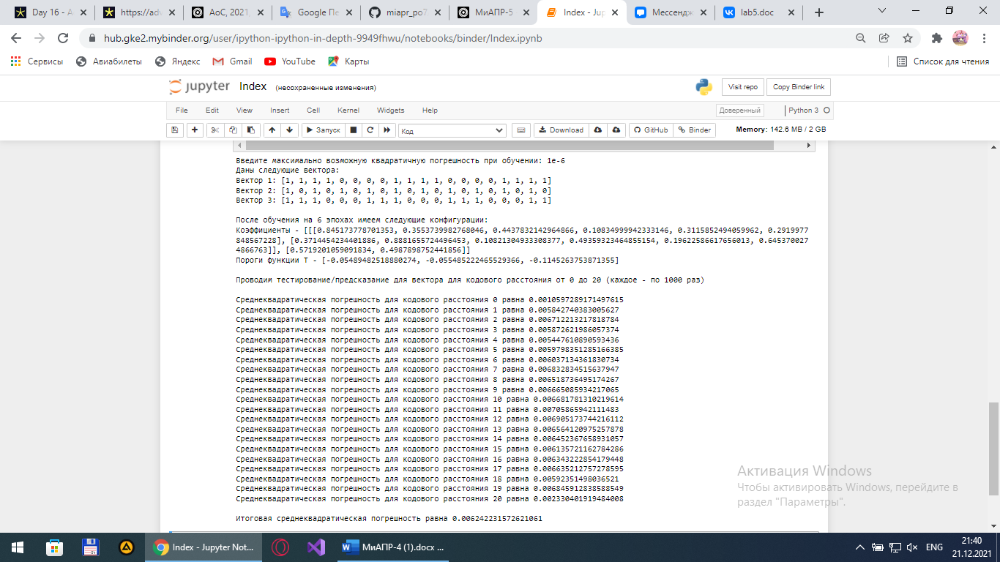 Day 16 - A
https://adv
AoC, 2021,
Google Пе
miapr_po7
МиАПР-5
Index - Jup
Мессендж
lab5.doc
hub.gke2.mybinder.org/user/ipython-ipython-in-depth-9949fhwu/notebooks/binder/Index.ipynb
Сервисы Авиабилеты Яндекс Gmail YouTube Карты Список для чтения
jupyter Index (несохраненные изменения) Visit repo Copy Binder link
File Edit View Insert Cell Kernel Widgets Help Доверенный Python 3
Запуск Код Download GitHub Binder Memory: 142.6 MB / 2 GB
Введите максимально возможную квадратичную погрешность при обучении: 1e-6
Даны следующие вектора:
Вектор 1: [1, 1, 1, 1, 0, 0, 0, 0, 1, 1, 1, 1, 0, 0, 0, 0, 1, 1, 1, 1]
Вектор 2: [1, 0, 1, 0, 1, 0, 1, 0, 1, 0, 1, 0, 1, 0, 1, 0, 1, 0, 1, 0]
Вектор 3: [1, 1, 1, 0, 0, 0, 1, 1, 1, 0, 0, 0, 1, 1, 1, 0, 0, 0, 1, 1]
После обучения на 6 эпохах имеем следующие конфигурации:
Коэффициенты - [[[0.845173778701353, 0.3553739982768046, 0.4437832142964866, 0.10834999942333146, 0.3115852494059962, 0.2919977
848567228], [0.3714454234401886, 0.8881655724496453, 0.10821304933308377, 0.49359323464855154, 0.19622586617656013, 0.645370027
4866763]], [0.5719201059091834, 0.4987898752441856]]
Пороги функции Т - [-0.05489482518880274, -0.055485222465529366, -0.1145263753871355]
Проводим тестирование/предсказание для вектора для кодового расстояния от 0 до 20 (каждое - по 1000 раз)
Среднеквадратическая погрешность для кодового расстояния 0 равна 0.0010597289171497615
Среднеквадратическая погрешность для кодового расстояния 1 равна 0.005842740383005627
Среднеквадратическая погрешность для кодового расстояния 2 равна 0.006712213217818784
Среднеквадратическая погрешность для кодового расстояния 3 равна 0.005872621986057374
Среднеквадратическая погрешность для кодового расстояния 4 равна 0.005447610890593436
Среднеквадратическая погрешность для кодового расстояния 5 равна 0.0059798351285166385
Среднеквадратическая погрешность для кодового расстояния 6 равна 0.006037134361830734
Среднеквадратическая погрешность для кодового расстояния 7 равна 0.006832834515637947
Среднеквадратическая погрешность для кодового расстояния 8 равна 0.006518736495174267
Среднеквадратическая погрешность для кодового расстояния 9 равна 0.006665085934217065
Среднеквадратическая погрешность для кодового расстояния 10 равна 0.006681781310219614
Среднеквадратическая погрешность для кодового расстояния 11 равна 0.00705865942111483
Среднеквадратическая погрешность для кодового расстояния 12 равна 0.006905173744216112
Среднеквадратическая погрешность для кодового расстояния 13 равна 0.006564120975257878
Среднеквадратическая погрешность для кодового расстояния 14 равна 0.006452367658931057
Среднеквадратическая погрешность для кодового расстояния 15 равна 0.006135721162784286
Среднеквадратическая погрешность для кодового расстояния 16 равна 0.006343222854179448
Среднеквадратическая погрешность для кодового расстояния 17 равна 0.006635212757278595
Среднеквадратическая погрешность для кодового расстояния 18 равна 0.00592351498036521
Среднеквадратическая погрешность для кодового расстояния 19 равна 0.006845912838588549
Среднеквадратическая погрешность для кодового расстояния 20 равна 0.002330401919484008
Итоговая среднеквадратическая погрешность равна 0.006242231572621061
Активация Windows
Чтобы активировать Windows, перейдите в
раздел "Параметры".
Index - Jupyter Not...
МиАПР-4 (1).docx ...
ENG
21:40
21.12.2021